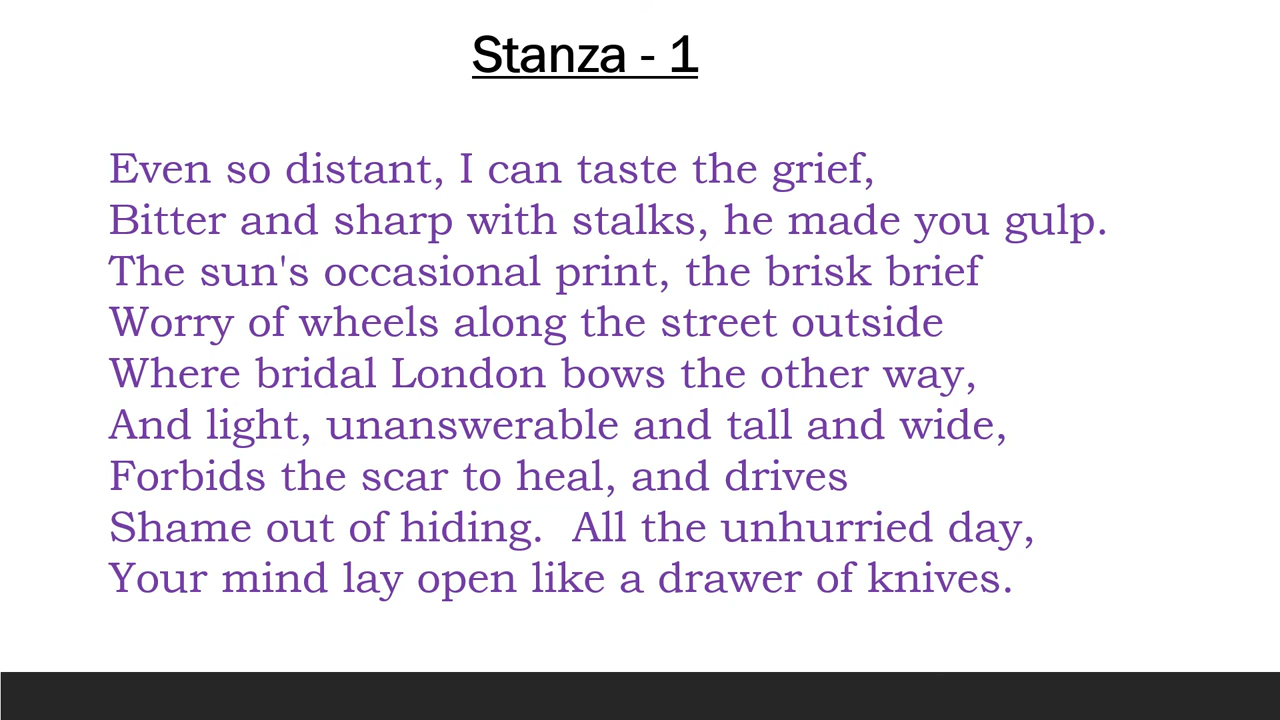 Stanza - 1
Even so distant, I can taste the grief,
Bitter and sharp with stalks, he made you gulp.
The sun's occasional print, the brisk brief
Worry of wheels along the street outside
Where bridal London bows the other way,
And light, unanswerable and tall and wide,
Forbids the scar to heal, and drives
Shame out of hiding.  All the unhurried day,
Your mind lay open like a drawer of knives.